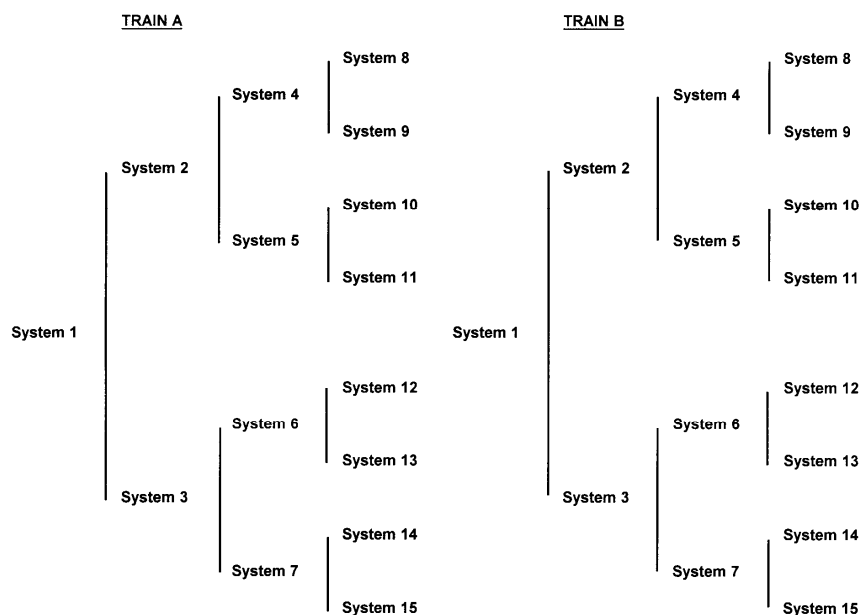 TRAIN A
TRAIN B
System 8
System 8
System 4
System 4
System 9
System 9
System 2
System 2
System 10
System 10
System 5
System 5
System 11
System 11
System 1
System 1
System 12
System 12
System 6
System 6
System 13
System 13
System 3
System 3
System 14
System 14
System 7
System 7
System 15
System 15